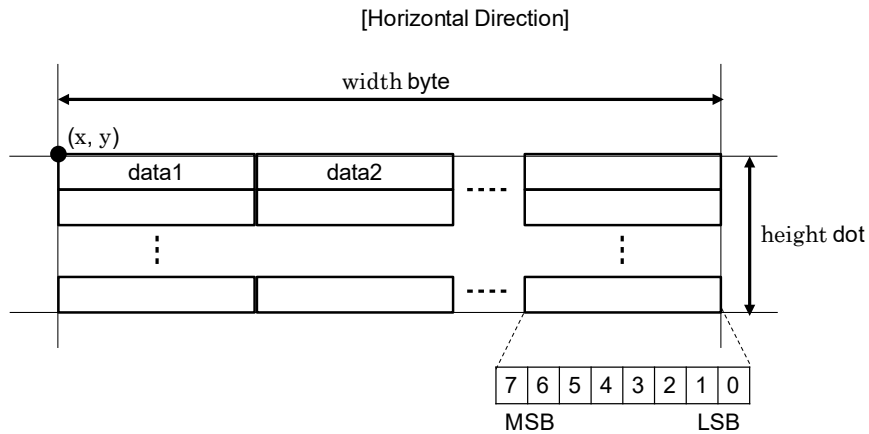 [Horizontal Direction]
width byte
(x, y)
data1 data2
height dot
7 6 5 4 3 2 1 0
MSB LSB